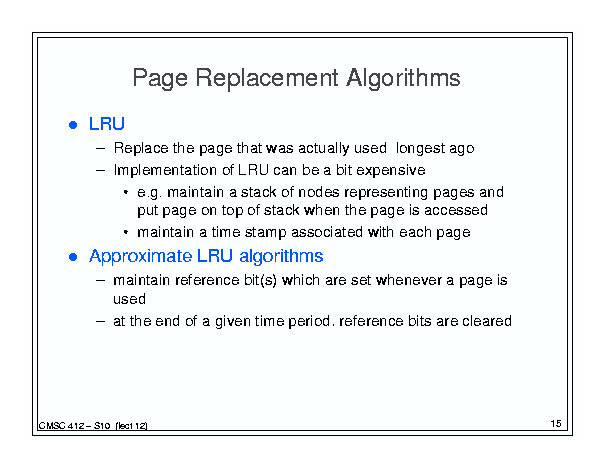 Page Replacement Algorithms
● LRU
– Replace the page that was actually used longest ago
– Implementation of LRU can be a bit expensive
• e.g. maintain a stack of nodes representing pages and
put page on top of stack when the page is accessed
• maintain a time stamp associated with each page
● Approximate LRU algorithms
– maintain reference bit(s) which are set whenever a page is
used
– at the end of a given time period. reference bits are cleared
CMSC 412 – S10 (lect 12)
15